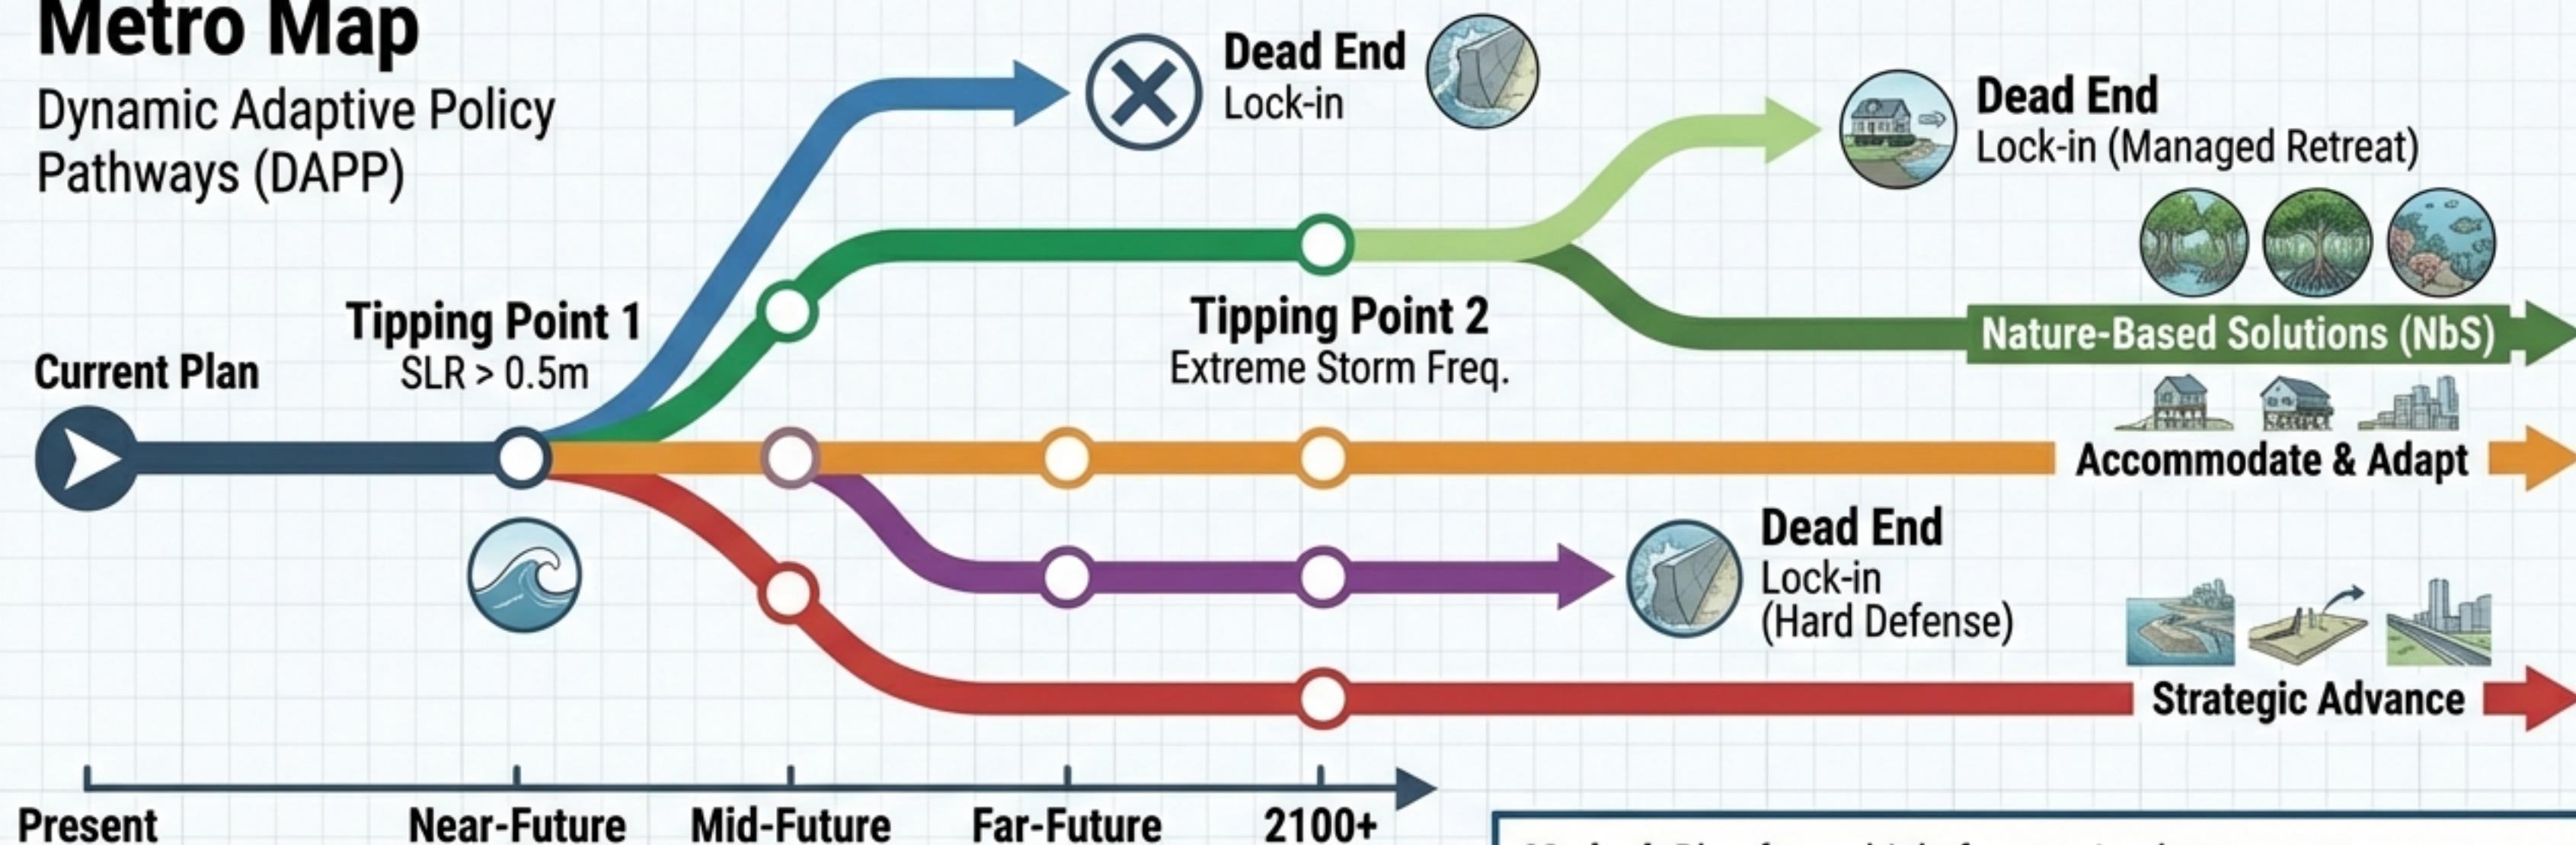 Metro Map
Dynamic Adaptive Policy
Pathways (DAPP)
Dead End
Lock-in
Dead End
Lock-in (Managed Retreat)
Tipping Point 1
SLR > 0.5m
Current Plan
Tipping Point 2
Extreme Storm Freq.
Nature-Based Solutions (NbS)
Accommodate & Adapt
Dead End
Lock-in
(Hard Defense)
Strategic Advance
Present
Near-Future
Mid-Future
Far-Future
2100+